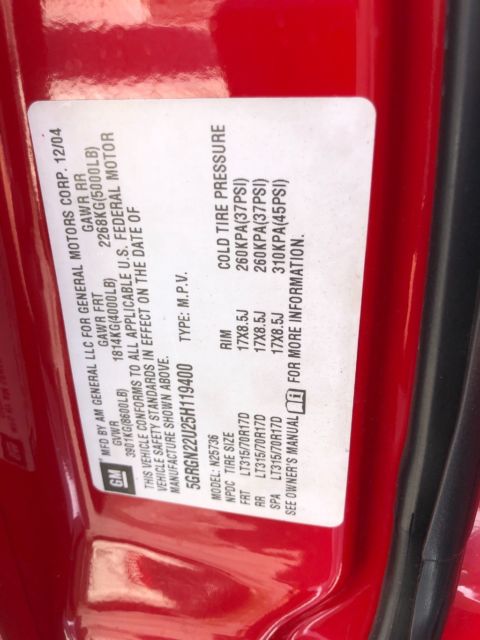 GM
MFD BY AM GENERAL LLC FOR GENERAL MOTORS CORP. 12/04
GVWR GAWR FRT GAWR RR
3901KG(8600LB) 1814KG(4000LB) 2268KG(5000LB)
THIS VEHICLE CONFORMS TO ALL APPLICABLE U.S. FEDERAL MOTOR
VEHICLE SAFETY STANDARDS IN EFFECT ON THE DATE OF
MANUFACTURE SHOWN ABOVE.
5GRGN22U25H119400 TYPE: M.P.V.
MODEL: N25736
NPDC TIRE SIZE RIM COLD TIRE PRESSURE
FRT LT315/70R17D 17X8.5J 260KPA(37PSI)
RR LT315/70R17D 17X8.5J 260KPA(37PSI)
SPA LT315/70R17D 17X8.5J 310KPA(45PSI)
SEE OWNER'S MANUAL FOR MORE INFORMATION.